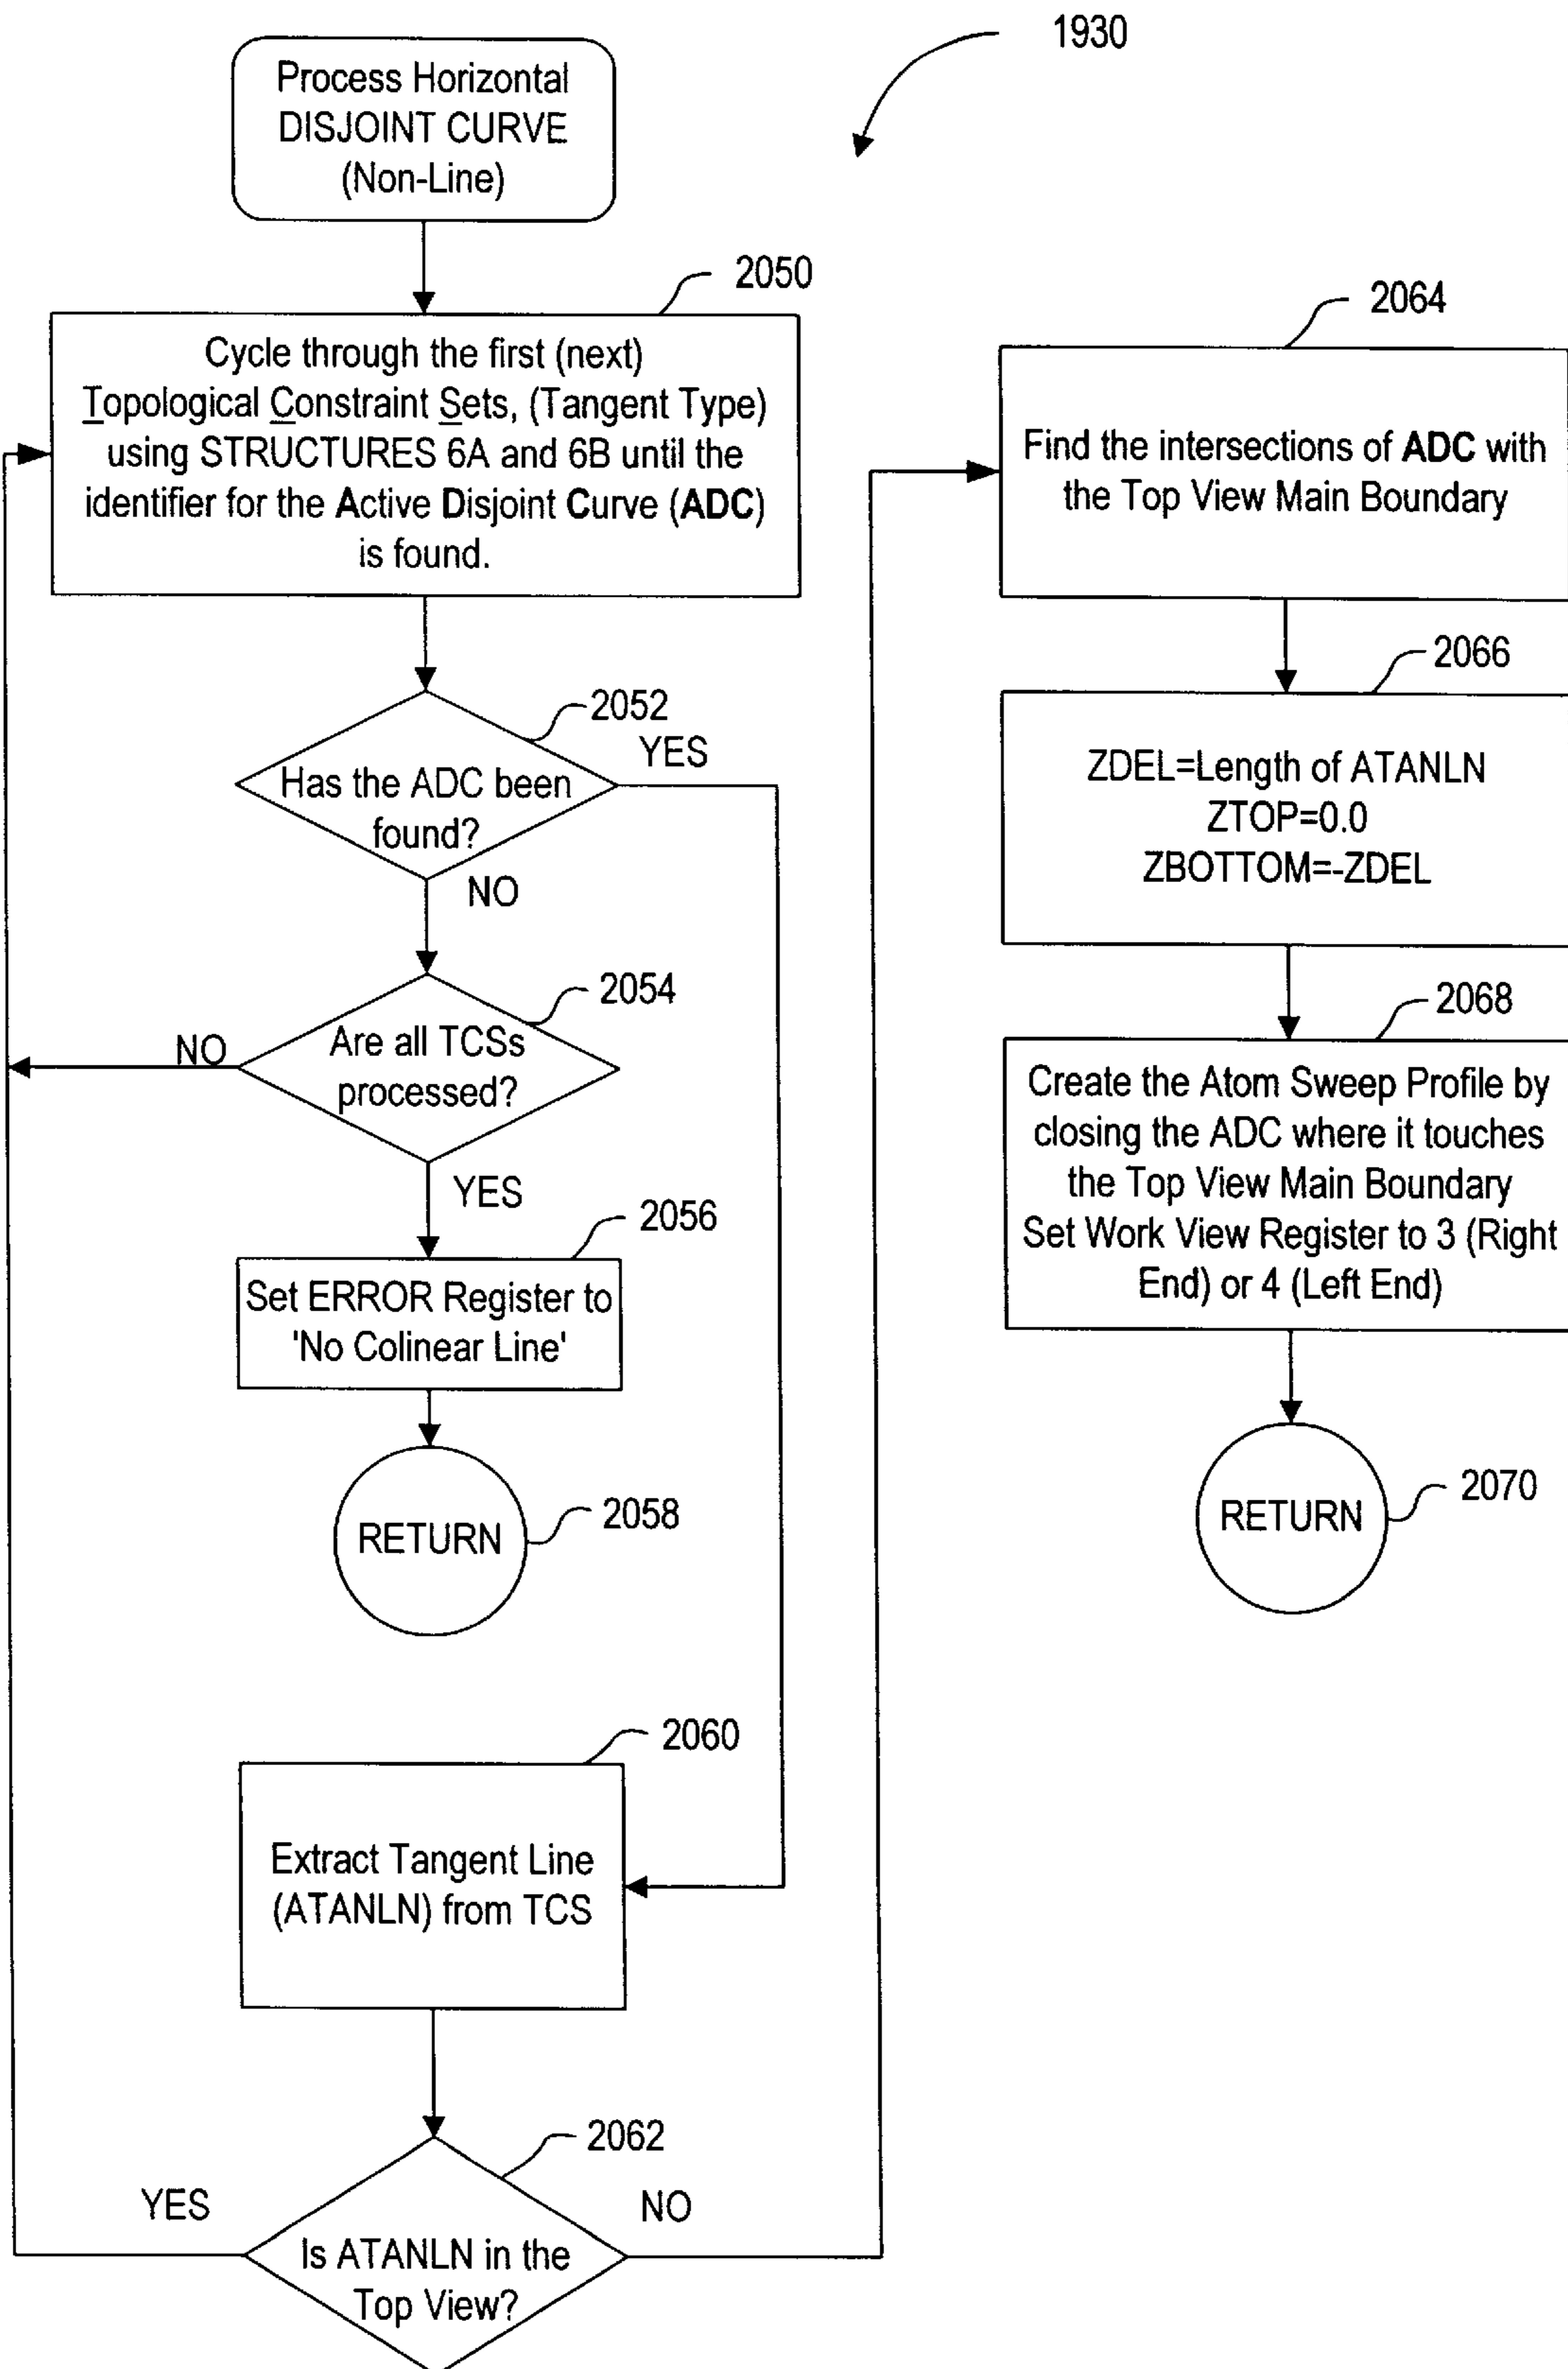 1930
Process Horizontal
DISJOINT CURVE
(Non-Line)
2050
Cycle through the first (next)
Topological Constraint Sets, (Tangent Type)
using STRUCTURES 6A and 6B until the
identifier for the Active Disjoint Curve (ADC)
is found.
2052
YES
Has the ADC been
found?
NO
2054
NO
Are all TCSs
processed?
YES
2056
Set ERROR Register to
'No Colinear Line'
RETURN
2058
2060
Extract Tangent Line
(ATANLN) from TCS
2062
YES
NO
Is ATANLN in the
Top View?
2064
Find the intersections of ADC with
the Top View Main Boundary
2066
ZDEL=Length of ATANLN
ZTOP=0.0
ZBOTTOM=-ZDEL
2068
Create the Atom Sweep Profile by
closing the ADC where it touches
the Top View Main Boundary
Set Work View Register to 3 (Right
End) or 4 (Left End)
RETURN
2070